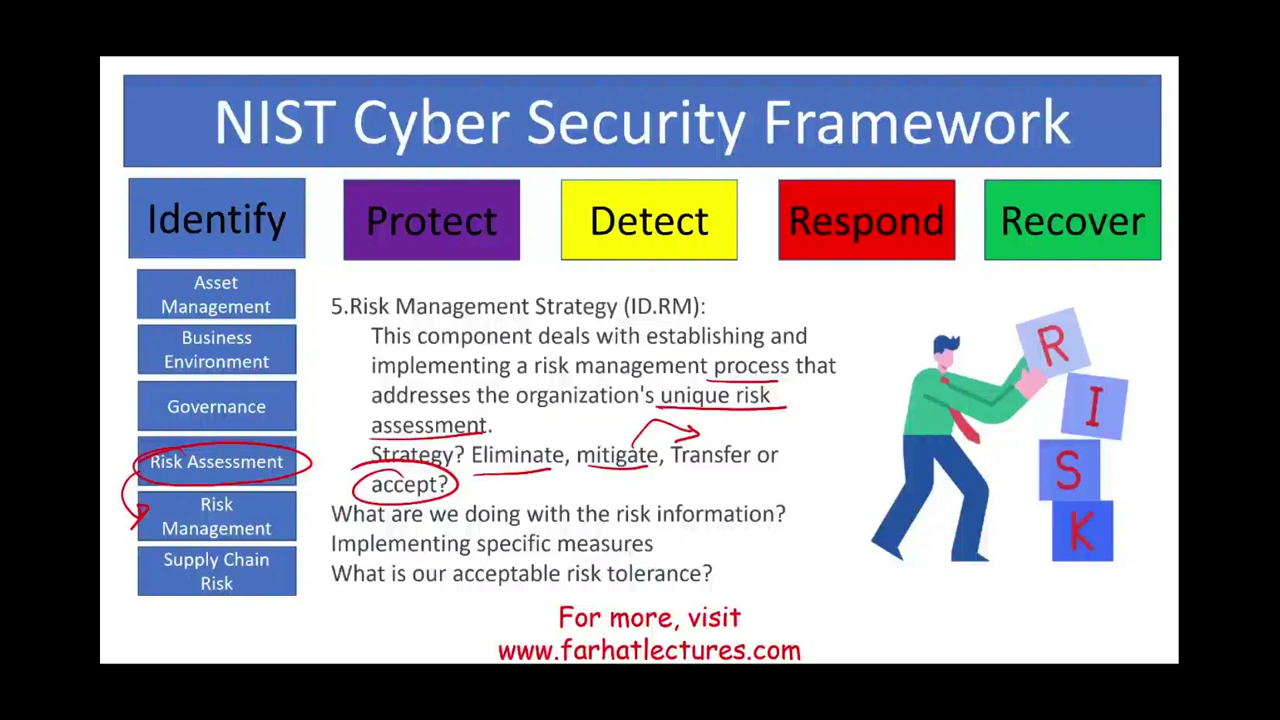 NIST Cyber Security Framework
Identify
Protect
Detect
Respond
Recover
Asset
Management
Business
Environment
Governance
Risk Assessment
Risk
Management
Supply Chain
Risk
5.Risk Management Strategy (ID.RM):
This component deals with establishing and
implementing a risk management process that
addresses the organization's unique risk
assessment.
Strategy? Eliminate, mitigate, Transfer or
accept?
What are we doing with the risk information?
Implementing specific measures
What is our acceptable risk tolerance?
R
I
S
K
For more, visit
www.farhatlectures.com